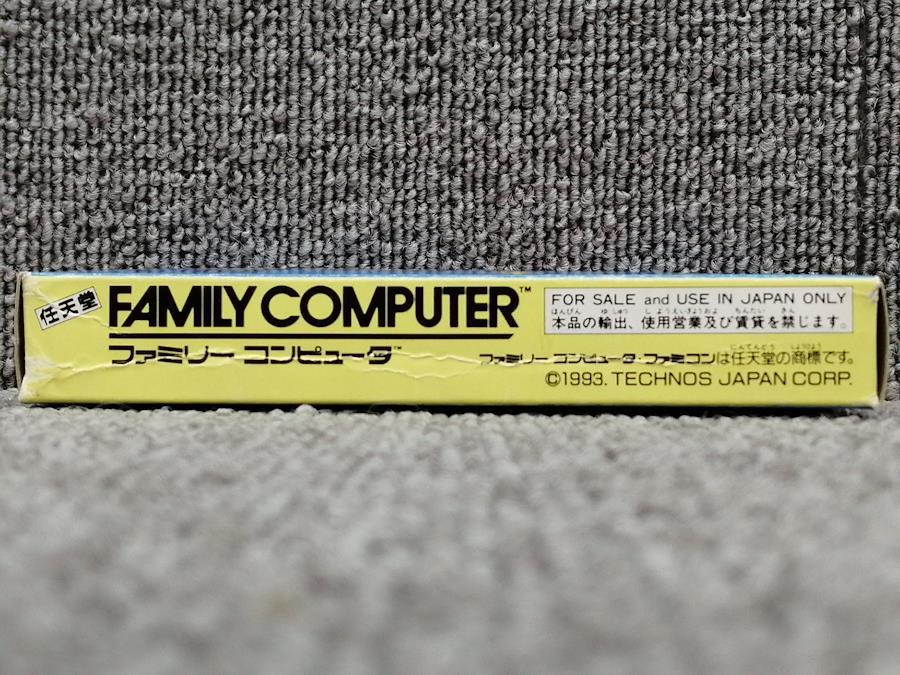 任天堂
FAMILY COMPUTER™
ファミリー コンピュータ™
FOR SALE and USE IN JAPAN ONLY
ほんぴん ゆしゅつ しようえいぎょうおよ ちんたい きん
本品の輸出、使用営業及び賃貸を禁じます。
にんてんどう しょうひょう
ファミリー コンピュータ・ファミコンは任天堂の商標です。
©1993. TECHNOS JAPAN CORP.